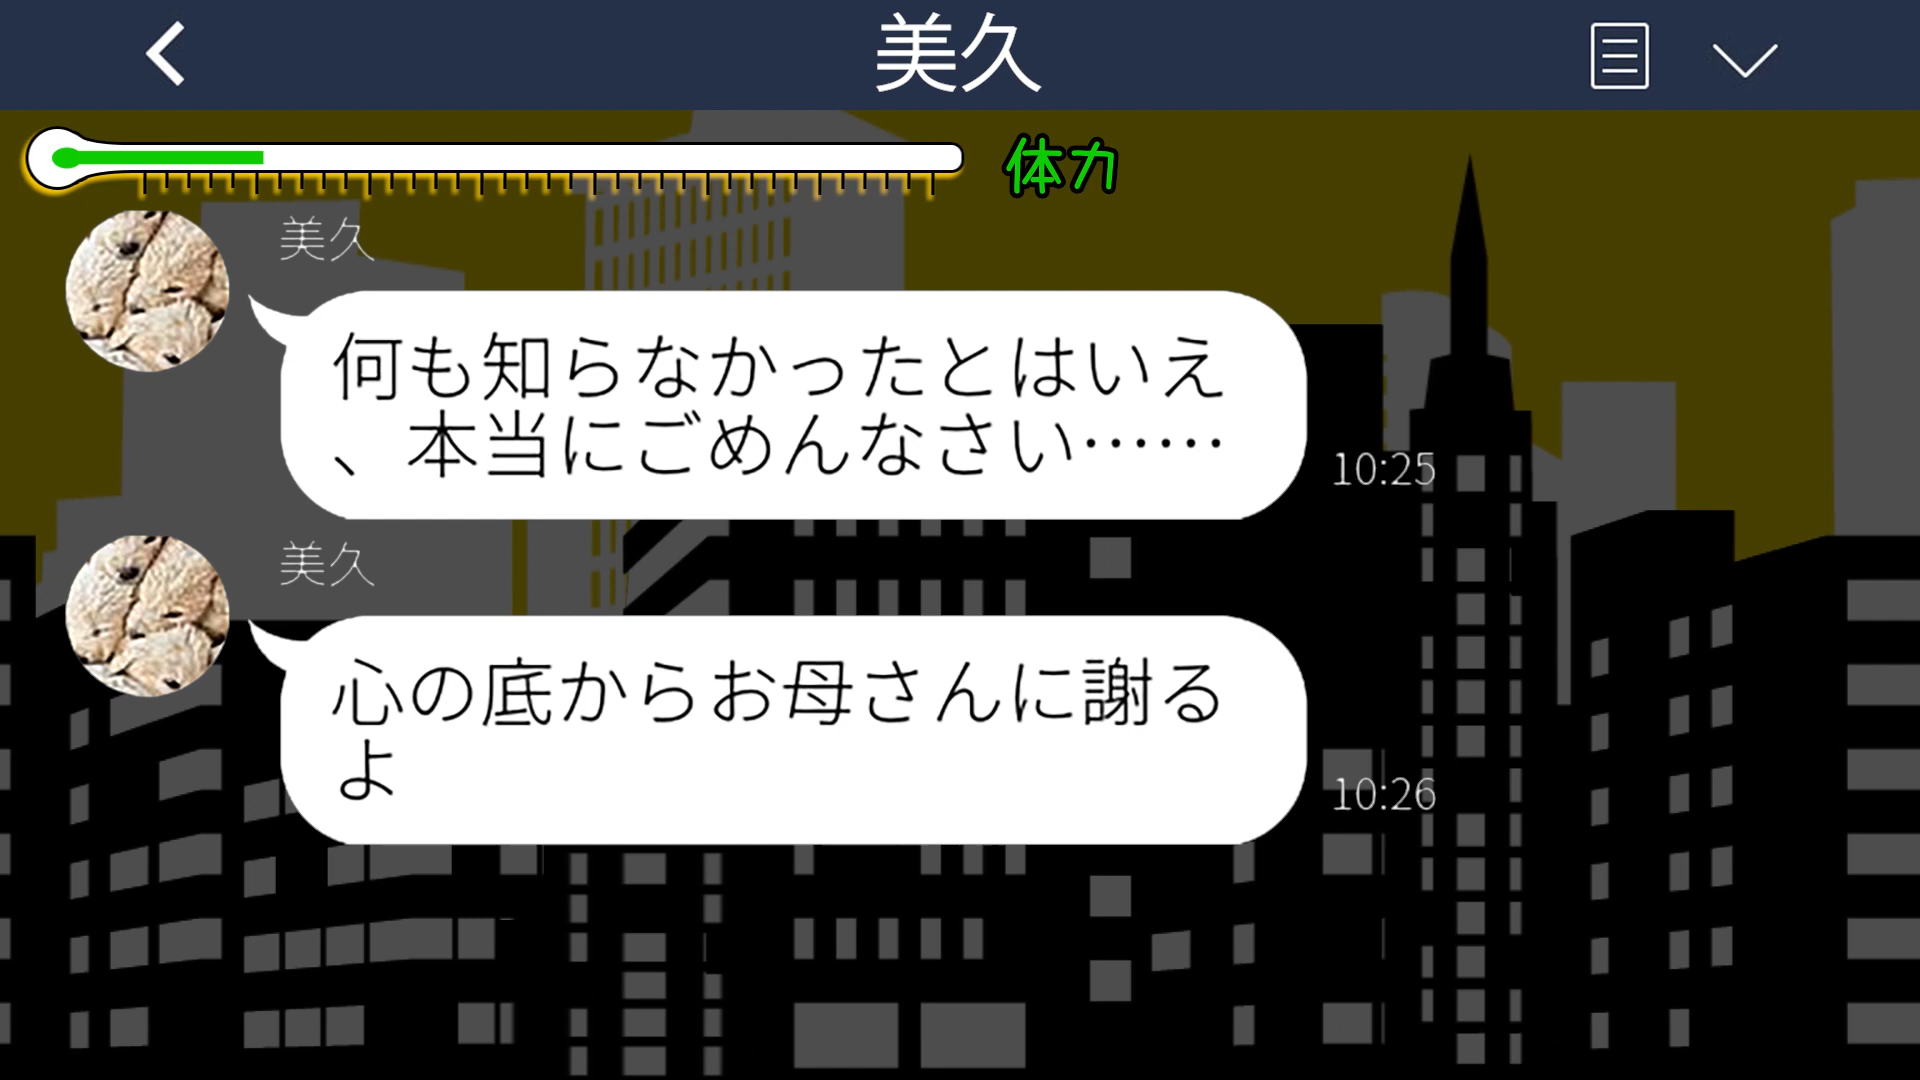 美久
体力
美久
何も知らなかったとはいえ
、本当にごめんなさい……
10:25
美久
心の底からお母さんに謝る
よ
10:26